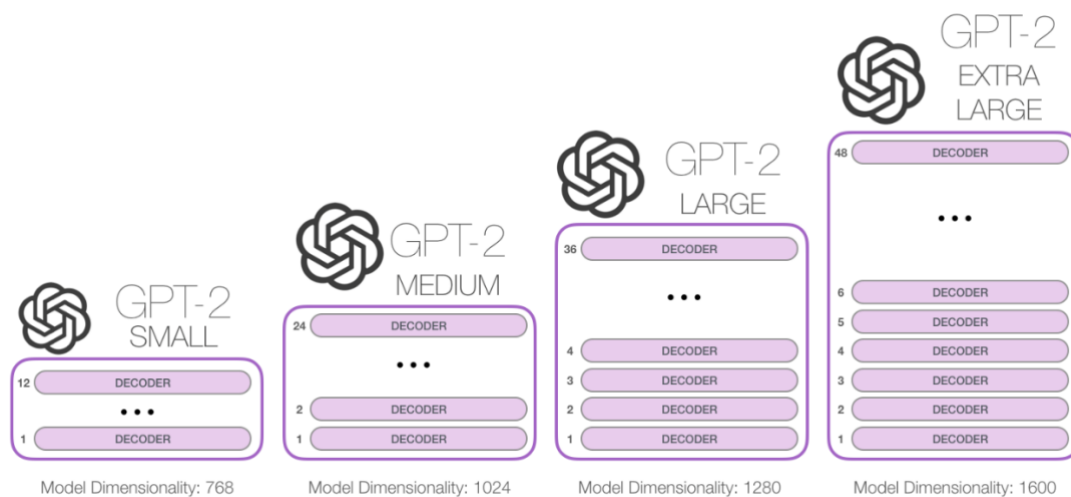 GPT-2
SMALL
12 DECODER
•••
1 DECODER
Model Dimensionality: 768
GPT-2
MEDIUM
24 DECODER
•••
2 DECODER
1 DECODER
Model Dimensionality: 1024
GPT-2
LARGE
36 DECODER
•••
4 DECODER
3 DECODER
2 DECODER
1 DECODER
Model Dimensionality: 1280
GPT-2
EXTRA
LARGE
48 DECODER
•••
6 DECODER
5 DECODER
4 DECODER
3 DECODER
2 DECODER
1 DECODER
Model Dimensionality: 1600